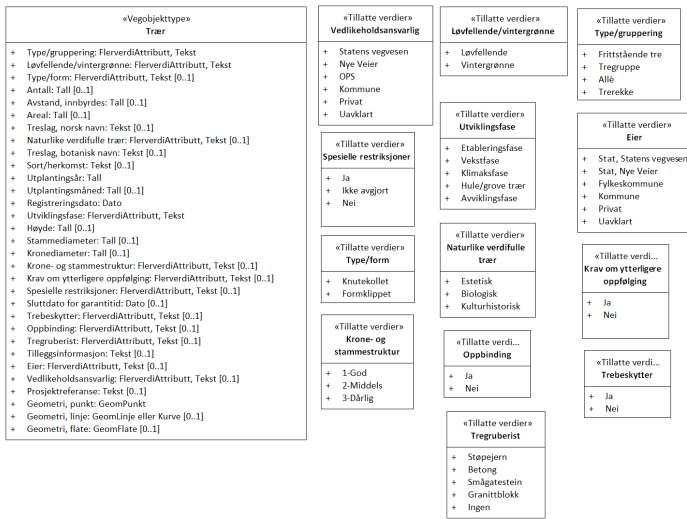 «Vegobjekttype»
Trær
+ Type/gruppering: FlerverdiAttributt, Tekst
+ Løvfellende/vintergrønne: FlerverdiAttributt, Tekst
+ Type/form: FlerverdiAttributt, Tekst [0..1]
+ Antall: Tall [0..1]
+ Avstand, innbyrdes: Tall [0..1]
+ Areal: Tall [0..1]
+ Treslag, norsk navn: Tekst [0..1]
+ Naturlike verdifulle trær: FlerverdiAttributt, Tekst [0..1]
+ Treslag, botanisk navn: Tekst [0..1]
+ Sort/herkomst: Tekst [0..1]
+ Utplantingsår: Tall
+ Utplantingsmåned: Tall [0..1]
+ Registreringsdato: Dato
+ Utviklingsfase: FlerverdiAttributt, Tekst
+ Høyde: Tall [0..1]
+ Stammediameter: Tall [0..1]
+ Kronediameter: Tall [0..1]
+ Krone- og stammestruktur: FlerverdiAttributt, Tekst [0..1]
+ Krav om ytterligere oppfølging: FlerverdiAttributt, Tekst [0..1]
+ Spesielle restriksjoner: FlerverdiAttributt, Tekst [0..1]
+ Sluttdato for garantitid: Dato [0..1]
+ Trebeskytter: FlerverdiAttributt, Tekst [0..1]
+ Oppbinding: FlerverdiAttributt, Tekst [0..1]
+ Tregruberist: FlerverdiAttributt, Tekst [0..1]
+ Tilleggsinformasjon: Tekst [0..1]
+ Eier: FlerverdiAttributt, Tekst [0..1]
+ Vedlikeholdsansvarlig: FlerverdiAttributt, Tekst [0..1]
+ Prosjektreferanse: Tekst [0..1]
+ Geometri, punkt: GeomPunkt
+ Geometri, linje: GeomLinje eller Kurve [0..1]
+ Geometri, flate: GeomFlate [0..1]
«Tillatte verdier»
Vedlikeholdsansvarlig
+ Statens vegvesen
+ Nye Veier
+ OPS
+ Kommune
+ Privat
+ Uavklart
«Tillatte verdier»
Spesielle restriksjoner
+ Ja
+ Ikke avgjort
+ Nei
«Tillatte verdier»
Type/form
+ Knutekollet
+ Formklippet
«Tillatte verdier»
Krone- og
stammestruktur
+ 1-God
+ 2-Middels
+ 3-Dårlig
«Tillatte verdier»
Løvfellende/vintergrønne
+ Løvfellende
+ Vintergrønne
«Tillatte verdier»
Utviklingsfase
+ Etableringsfase
+ Vekstfase
+ Klimaksfase
+ Hule/grove trær
+ Avviklingsfase
«Tillatte verdier»
Naturlike verdifulle
trær
+ Estetisk
+ Biologisk
+ Kulturhistorisk
«Tillatte verdi...
Oppbinding
+ Ja
+ Nei
«Tillatte verdier»
Tregruberist
+ Støpejern
+ Betong
+ Smågatestein
+ Granittblokk
+ Ingen
«Tillatte verdier»
Type/gruppering
+ Frittstående tre
+ Tregruppe
+ Allè
+ Trerekke
«Tillatte verdier»
Eier
+ Stat, Statens vegvesen
+ Stat, Nye Veier
+ Fylkeskommune
+ Kommune
+ Privat
+ Uavklart
«Tillatte verdi...
Krav om ytterligere
oppfølging
+ Ja
+ Nei
«Tillatte verdi...
Trebeskytter
+ Ja
+ Nei